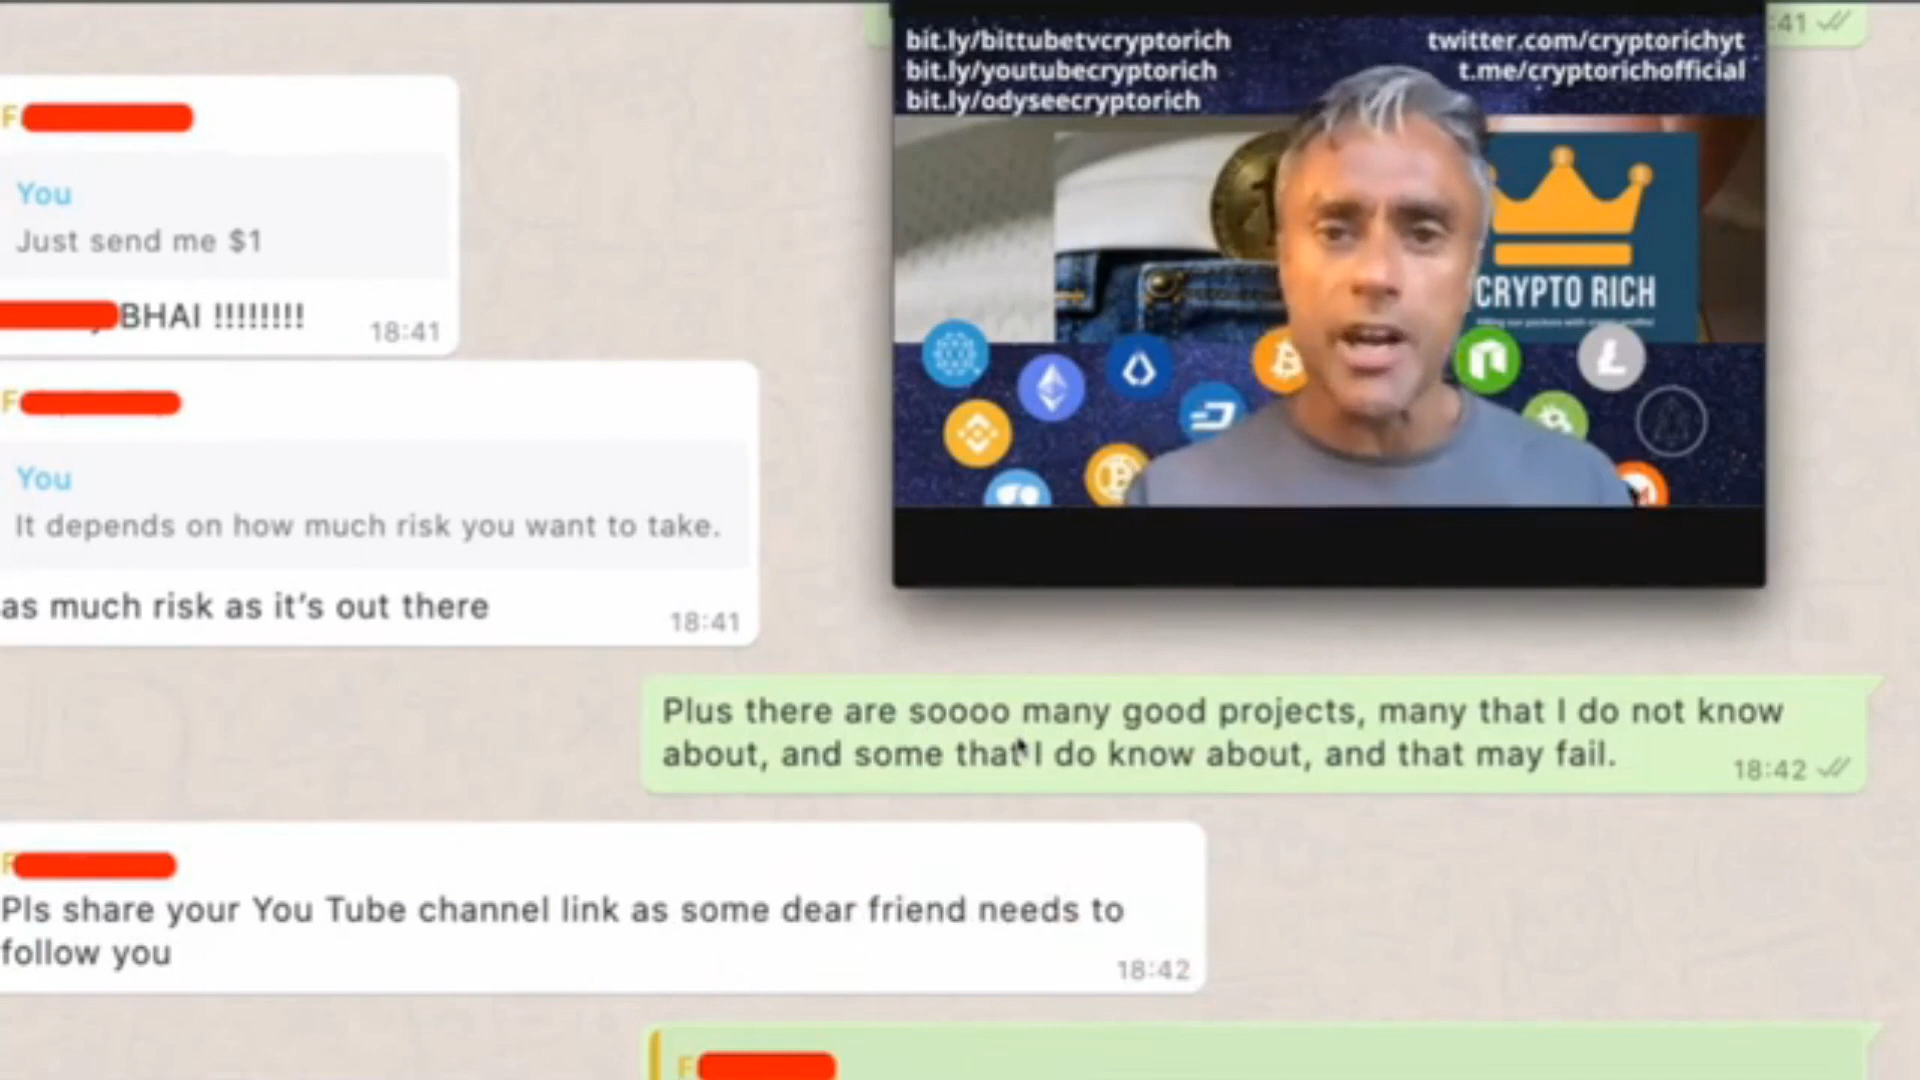 :41
bit.ly/bittubetvcryptorich
bit.ly/youtubecryptorich
bit.ly/odyseecryptorich
twitter.com/cryptorichyt
t.me/cryptorichofficial
CRYPTO RICH
F
You
Just send me $1
BHAI !!!!!!!!
18:41
F
You
It depends on how much risk you want to take.
as much risk as it's out there
18:41
Plus there are soooo many good projects, many that I do not know
about, and some that I do know about, and that may fail.
18:42
F
Pls share your You Tube channel link as some dear friend needs to
follow you
18:42
F